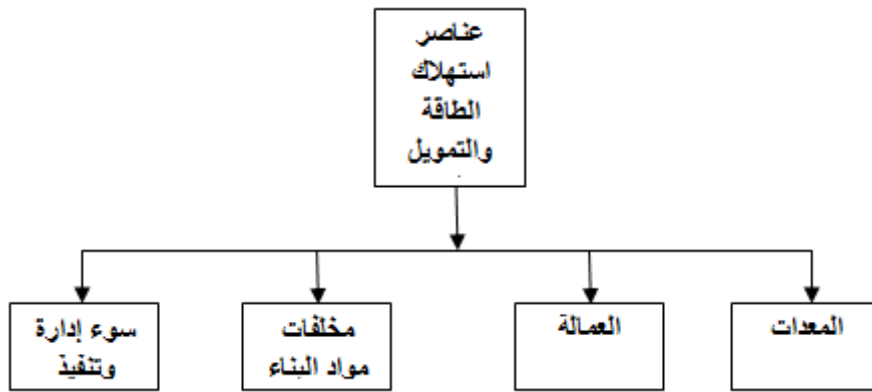 عناصر
استهلاك
الطاقة
والتمويل
المعدات
العمالة
مخلفات
مواد البناء
سوء إدارة
وتنفيذ